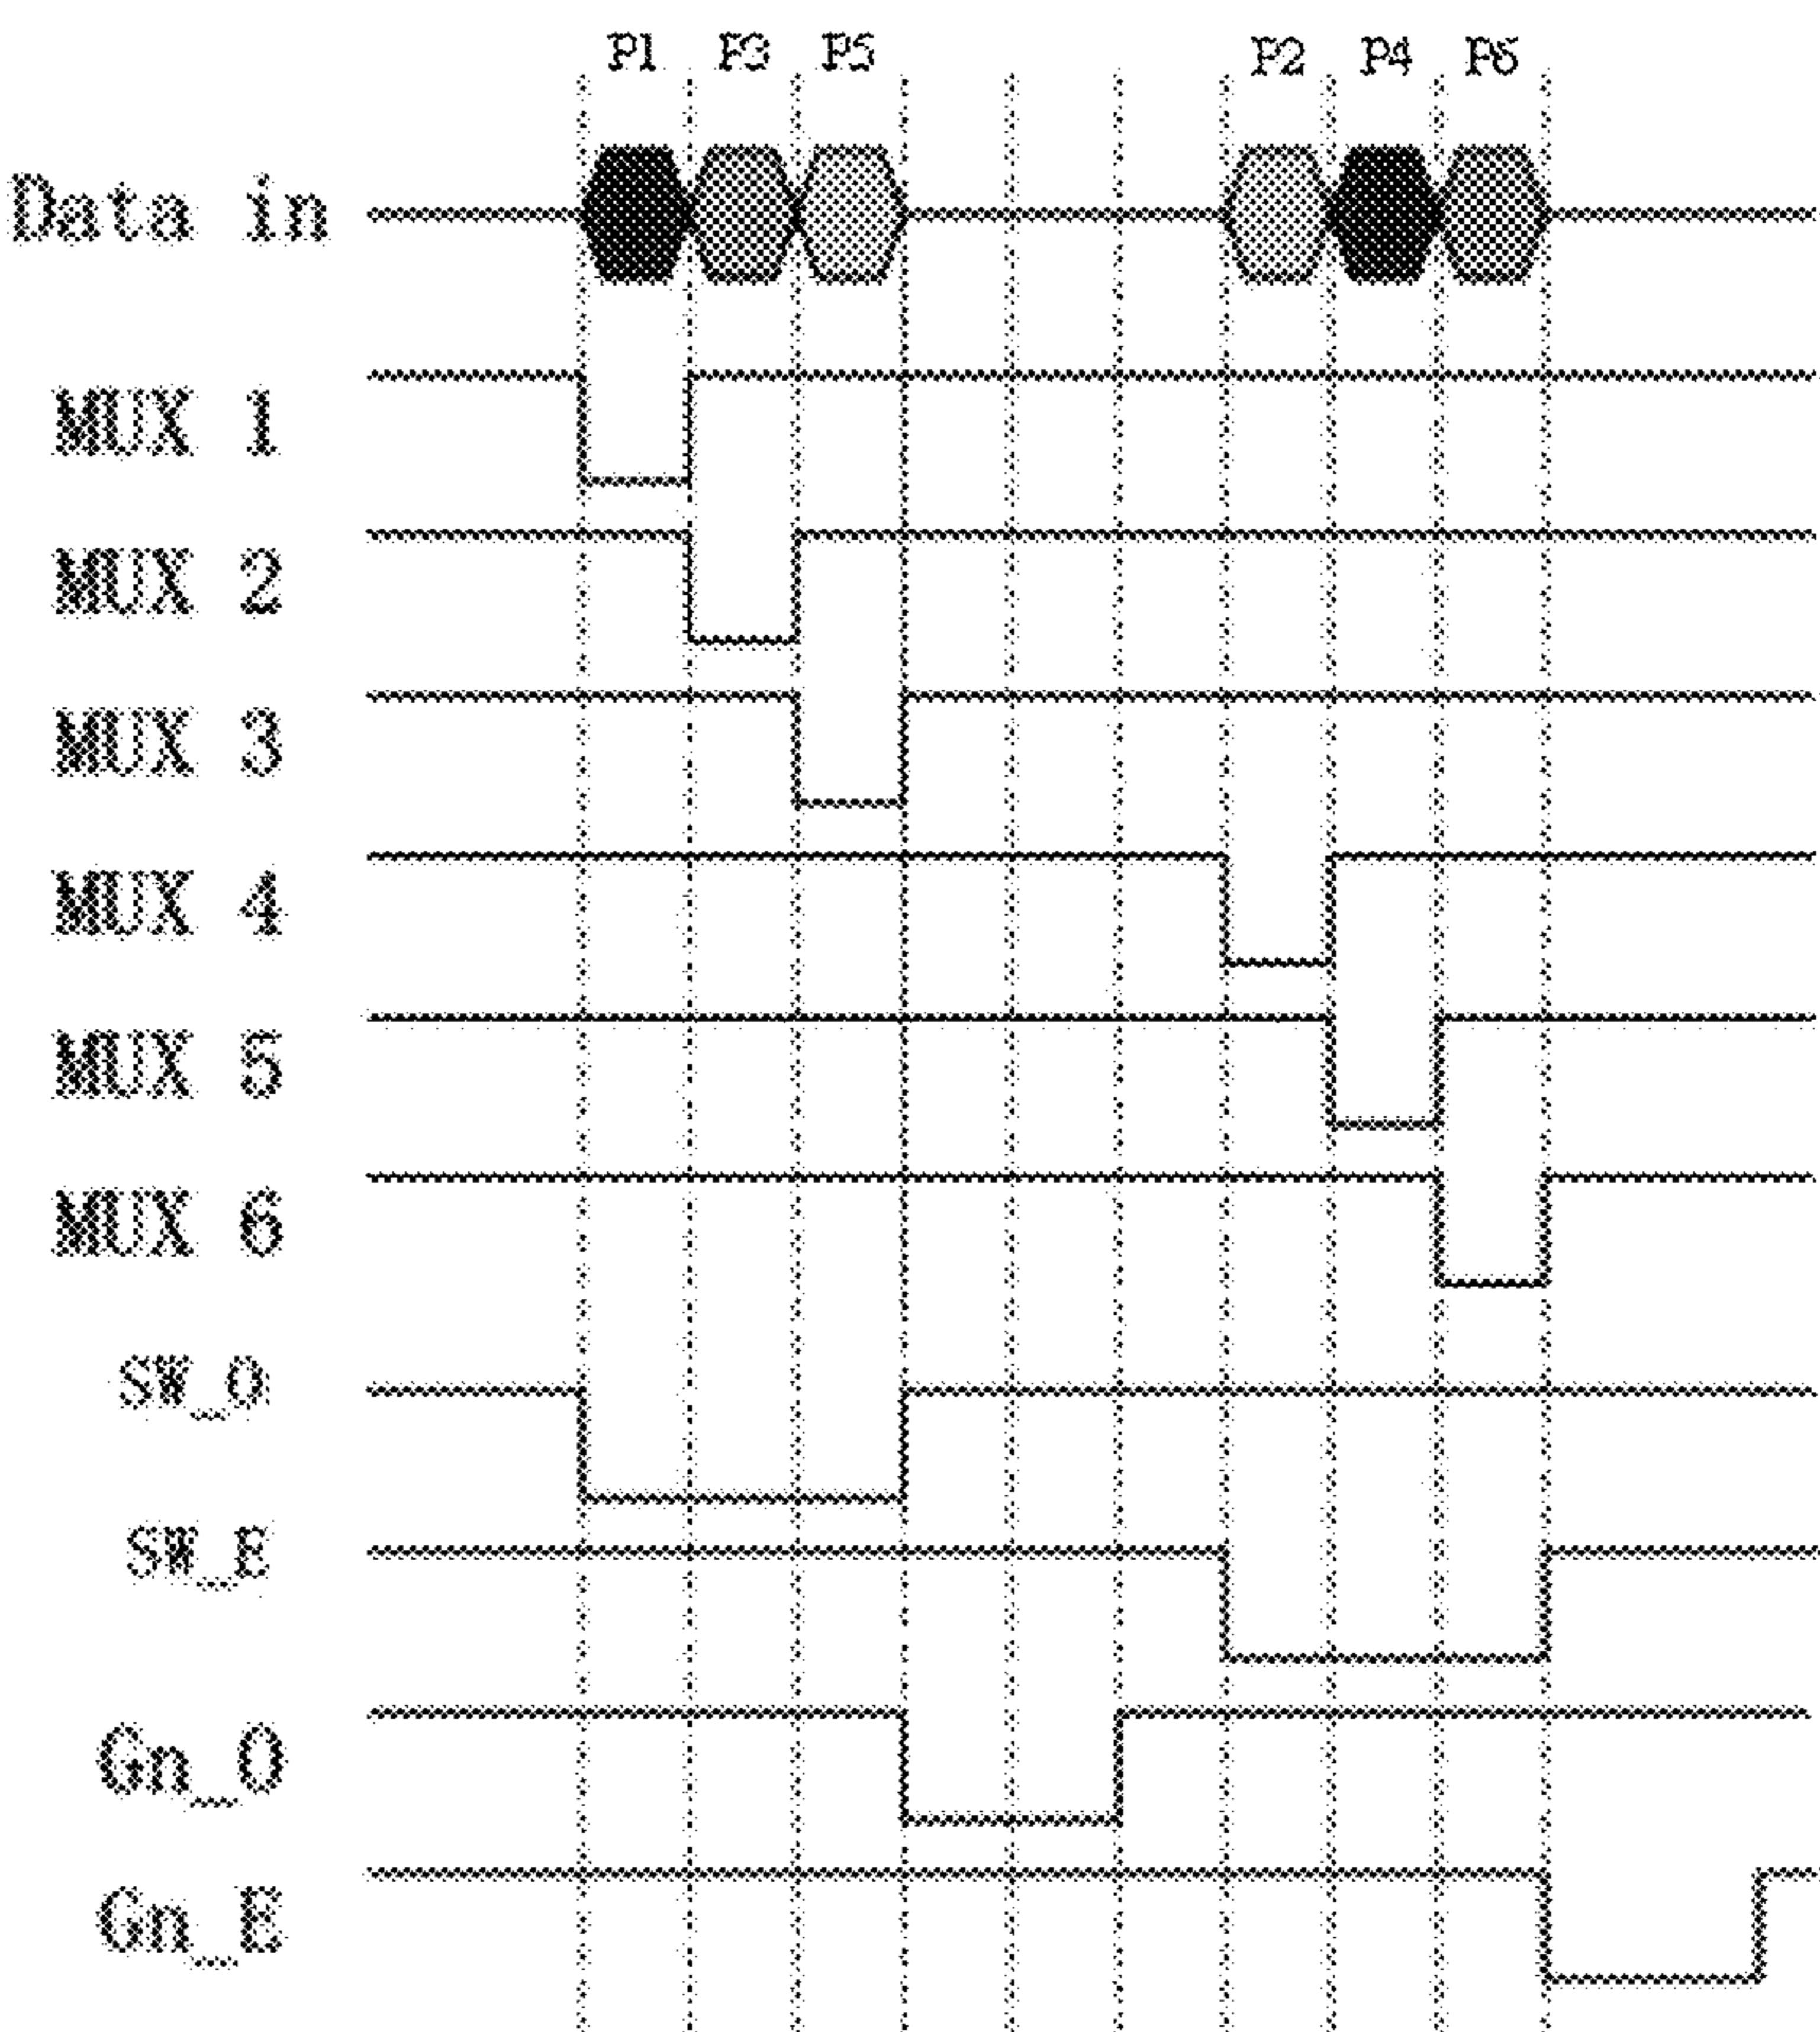 P1 P3 P5 P2 P4 P6
Data in
MUX 1
MUX 2
MUX 3
MUX 4
MUX 5
MUX 6
SW_O
SW_E
Gn_O
Gn_E